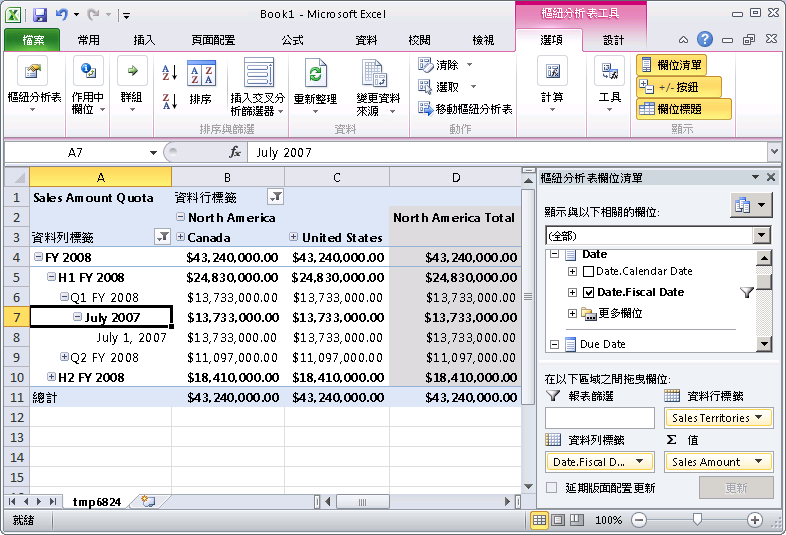 Book1 - Microsoft Excel
樞紐分析表工具
檔案 常用 插入 頁面配置 公式 資料 校閱 檢視 選項 設計
樞紐分析表
作用中欄位
群組
排序
插入交叉分析篩選器
排序與篩選
重新整理
變更資料來源
資料
清除
選取
移動樞紐分析表
動作
計算
工具
欄位清單
+/- 按鈕
欄位標題
顯示
A7 fx July 2007
A B C D
1 Sales Amount Quota 資料行標籤
2 North America North America Total
3 資料列標籤 Canada United States
4 FY 2008 $43,240,000.00 $43,240,000.00 $43,240,000.00
5 H1 FY 2008 $24,830,000.00 $24,830,000.00 $24,830,000.00
6 Q1 FY 2008 $13,733,000.00 $13,733,000.00 $13,733,000.00
7 July 2007 $13,733,000.00 $13,733,000.00 $13,733,000.00
8 July 1, 2007 $13,733,000.00 $13,733,000.00 $13,733,000.00
9 Q2 FY 2008 $11,097,000.00 $11,097,000.00 $11,097,000.00
10 H2 FY 2008 $18,410,000.00 $18,410,000.00 $18,410,000.00
11 總計 $43,240,000.00 $43,240,000.00 $43,240,000.00
12
13
14
15
樞紐分析表欄位清單
顯示與以下相關的欄位:
(全部)
Date
Date.Calendar Date
Date.Fiscal Date
更多欄位
Due Date
在以下區域之間拖曳欄位:
報表篩選
資料行標籤
Sales Territories
資料列標籤
Σ 值
Date.Fiscal D...
Sales Amount
延期版面配置更新
更新
tmp6824
就緒
100%